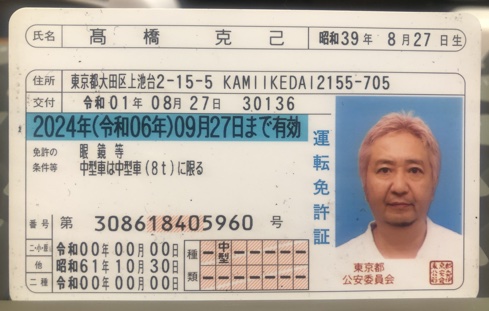 氏名 髙橋 克己 昭和39年 8月27日生
住所 東京都大田区上池台2-15-5 KAMIIKEDAI2155-705
交付 令和01年08月27日 30136
2024年(令和06年)09月27日まで有効
免許の
条件等
眼鏡等
中型車は中型車(8t)に限る
運転免許証
番号 第 308618405960 号
二・小・原 令和00年00月00日
他 昭和61年10月30日
二種 令和00年00月00日
種類
中型
東京都
公安委員会